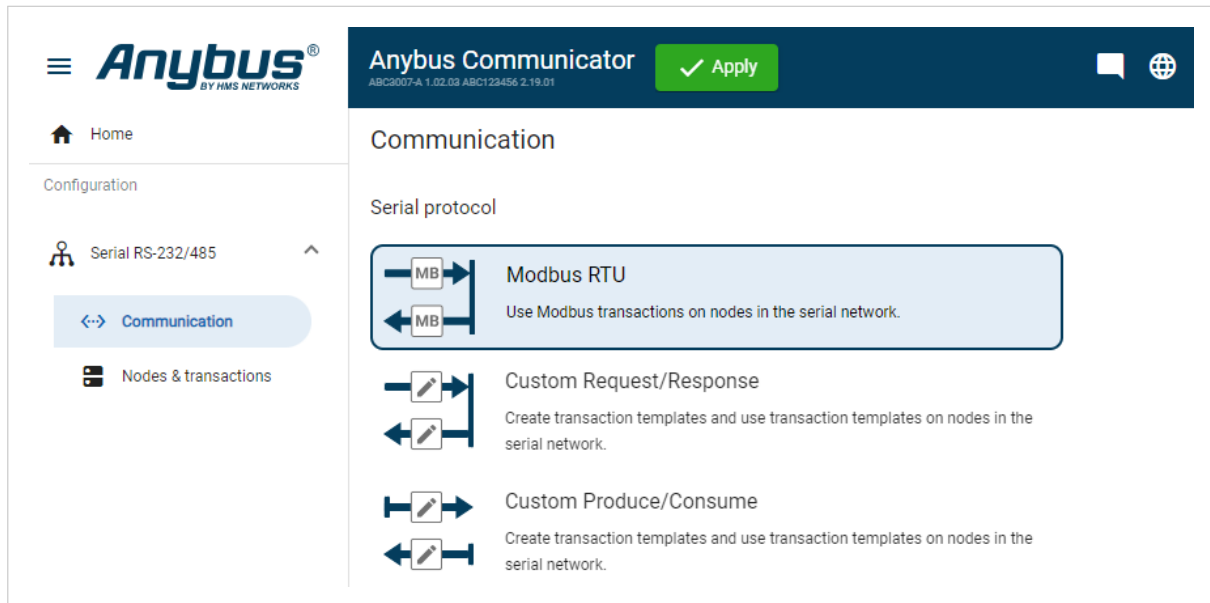 Anybus®
BY HMS NETWORKS
Anybus Communicator
ABC3007-A 1.02.03 ABC123456 2.19.01
Apply
Home
Configuration
Serial RS-232/485
Communication
Nodes & transactions
Communication
Serial protocol
MB
MB
Modbus RTU
Use Modbus transactions on nodes in the serial network.
Custom Request/Response
Create transaction templates and use transaction templates on nodes in the
serial network.
Custom Produce/Consume
Create transaction templates and use transaction templates on nodes in the
serial network.